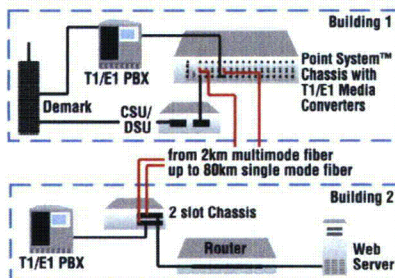 Building 1
T1/E1 PBX
Point System™
Chassis with
T1/E1 Media
Converters
Demark
CSU/
DSU
from 2km multimode fiber
up to 80km single mode fiber
Building 2
2 slot Chassis
T1/E1 PBX
Router
Web
Server